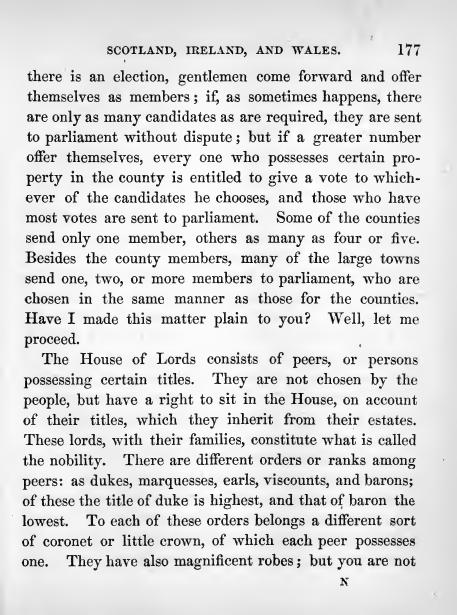 SCOTLAND, IRELAND, AND WALES. 177
there is an election, gentlemen come forward and offer
themselves as members; if, as sometimes happens, there
are only as many candidates as are required, they are sent
to parliament without dispute; but if a greater number
offer themselves, every one who possesses certain pro-
perty in the county is entitled to give a vote to which-
ever of the candidates he chooses, and those who have
most votes are sent to parliament. Some of the counties
send only one member, others as many as four or five.
Besides the county members, many of the large towns
send one, two, or more members to parliament, who are
chosen in the same manner as those for the counties.
Have I made this matter plain to you? Well, let me
proceed.
The House of Lords consists of peers, or persons
possessing certain titles. They are not chosen by the
people, but have a right to sit in the House, on account
of their titles, which they inherit from their estates.
These lords, with their families, constitute what is called
the nobility. There are different orders or ranks among
peers: as dukes, marquesses, earls, viscounts, and barons;
of these the title of duke is highest, and that of baron the
lowest. To each of these orders belongs a different sort
of coronet or little crown, of which each peer possesses
one. They have also magnificent robes; but you are not
N